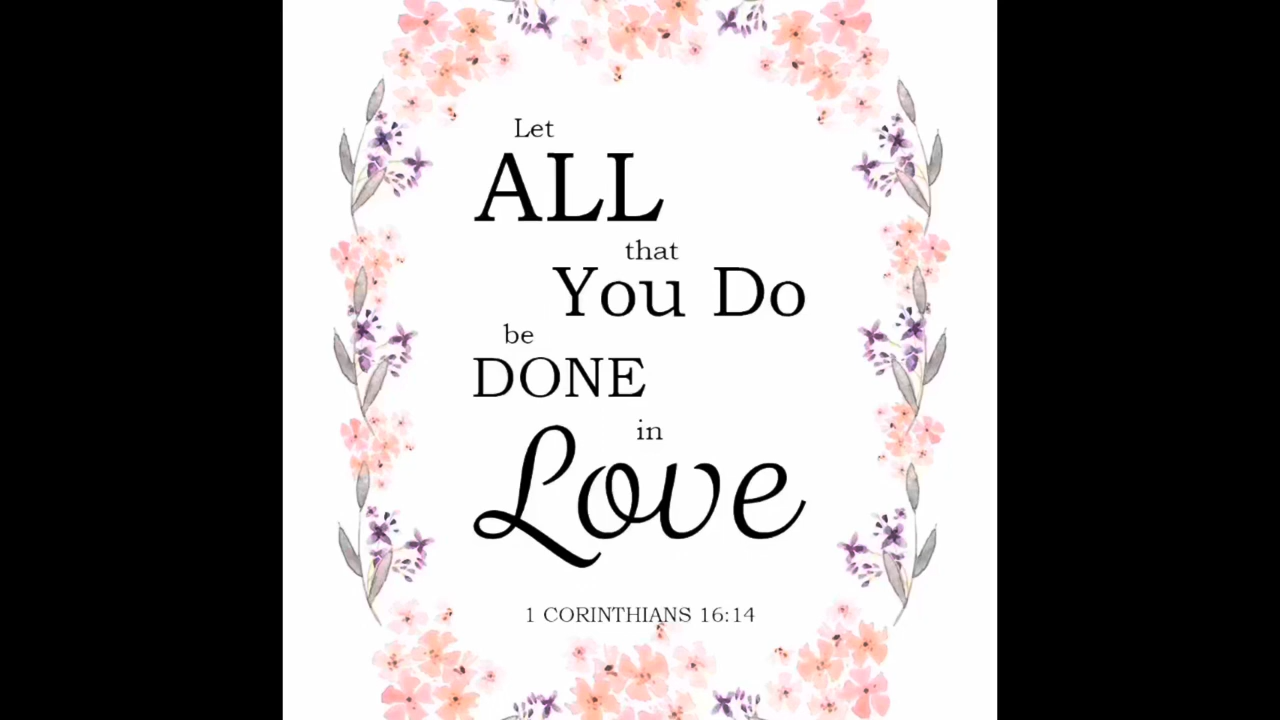 Let
ALL
that
You Do
be
DONE
in
Love
1 CORINTHIANS 16:14